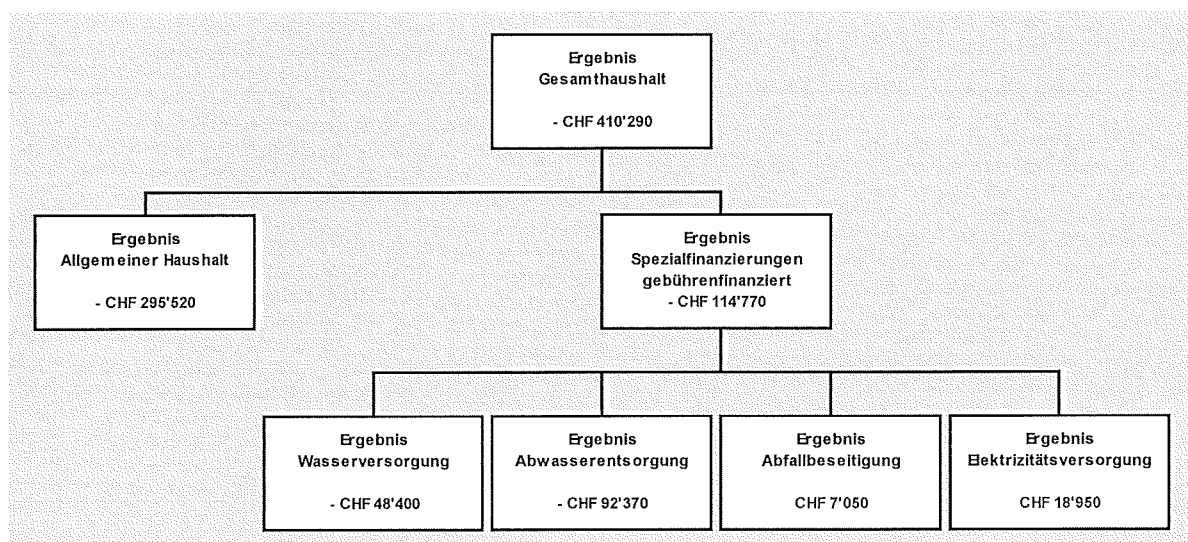 Ergebnis
Gesamthaushalt
- CHF 410'290
Ergebnis
Allgemeiner Haushalt
- CHF 295'520
Ergebnis
Spezialfinanzierungen
gebührenfinanziert
- CHF 114'770
Ergebnis
Wasserversorgung
- CHF 48'400
Ergebnis
Abwasserentsorgung
- CHF 92'370
Ergebnis
Abfallbeseitigung
CHF 7'050
Ergebnis
Elektrizitätsversorgung
CHF 18'950